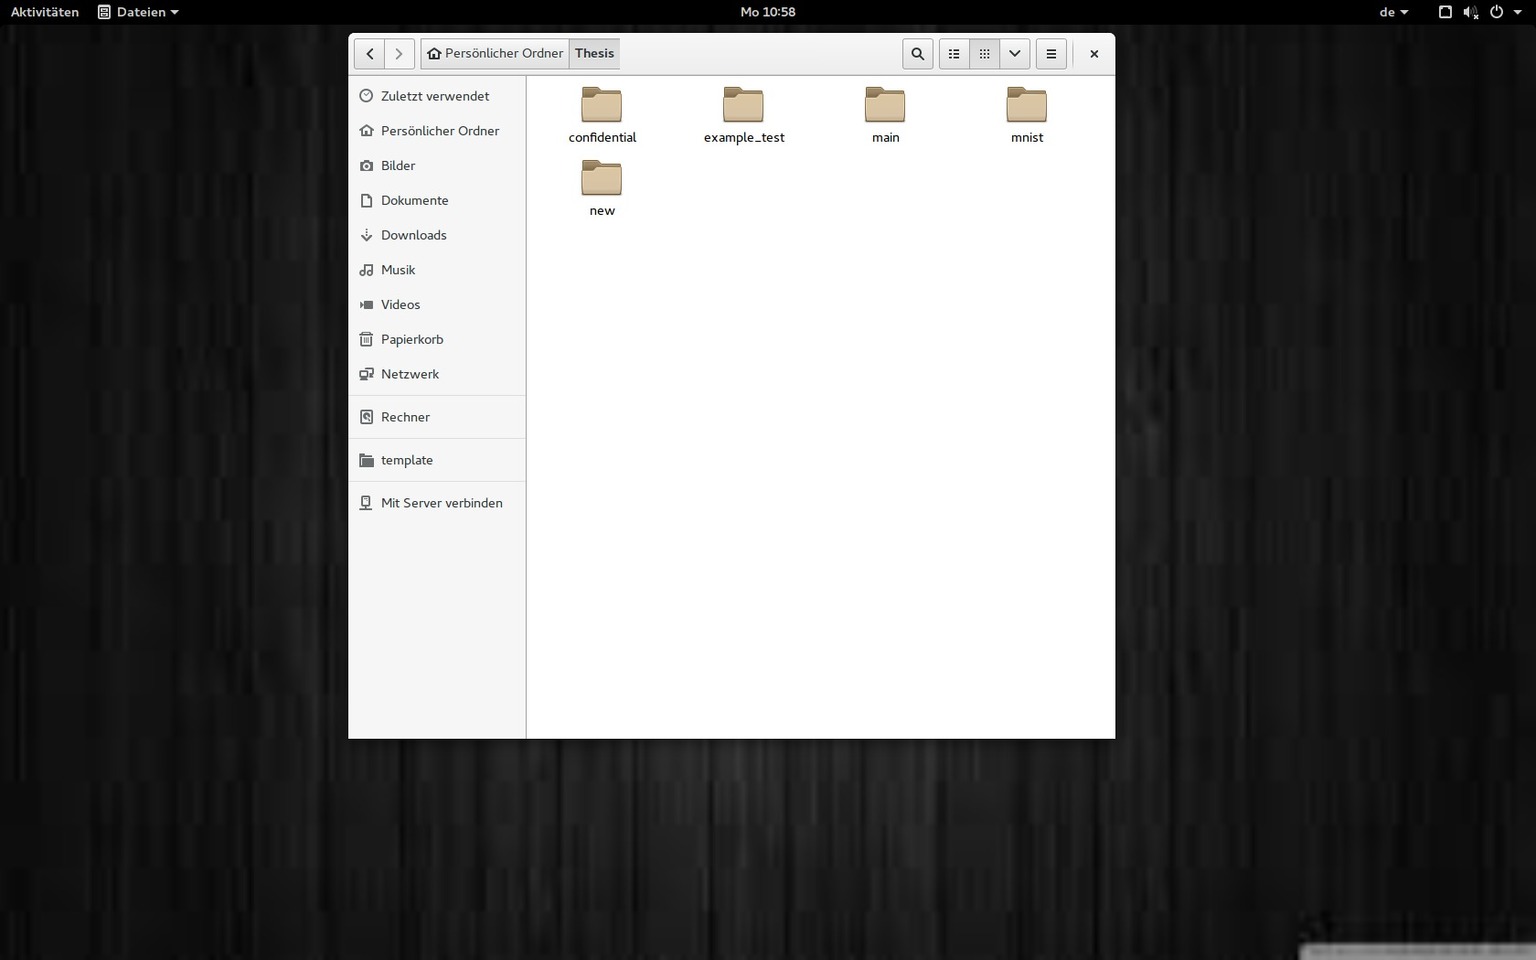 Aktivitäten Dateien Mo 10:58 de
Persönlicher Ordner Thesis
Zuletzt verwendet
Persönlicher Ordner
Bilder
Dokumente
Downloads
Musik
Videos
Papierkorb
Netzwerk
Rechner
template
Mit Server verbinden
confidential example_test main mnist
new